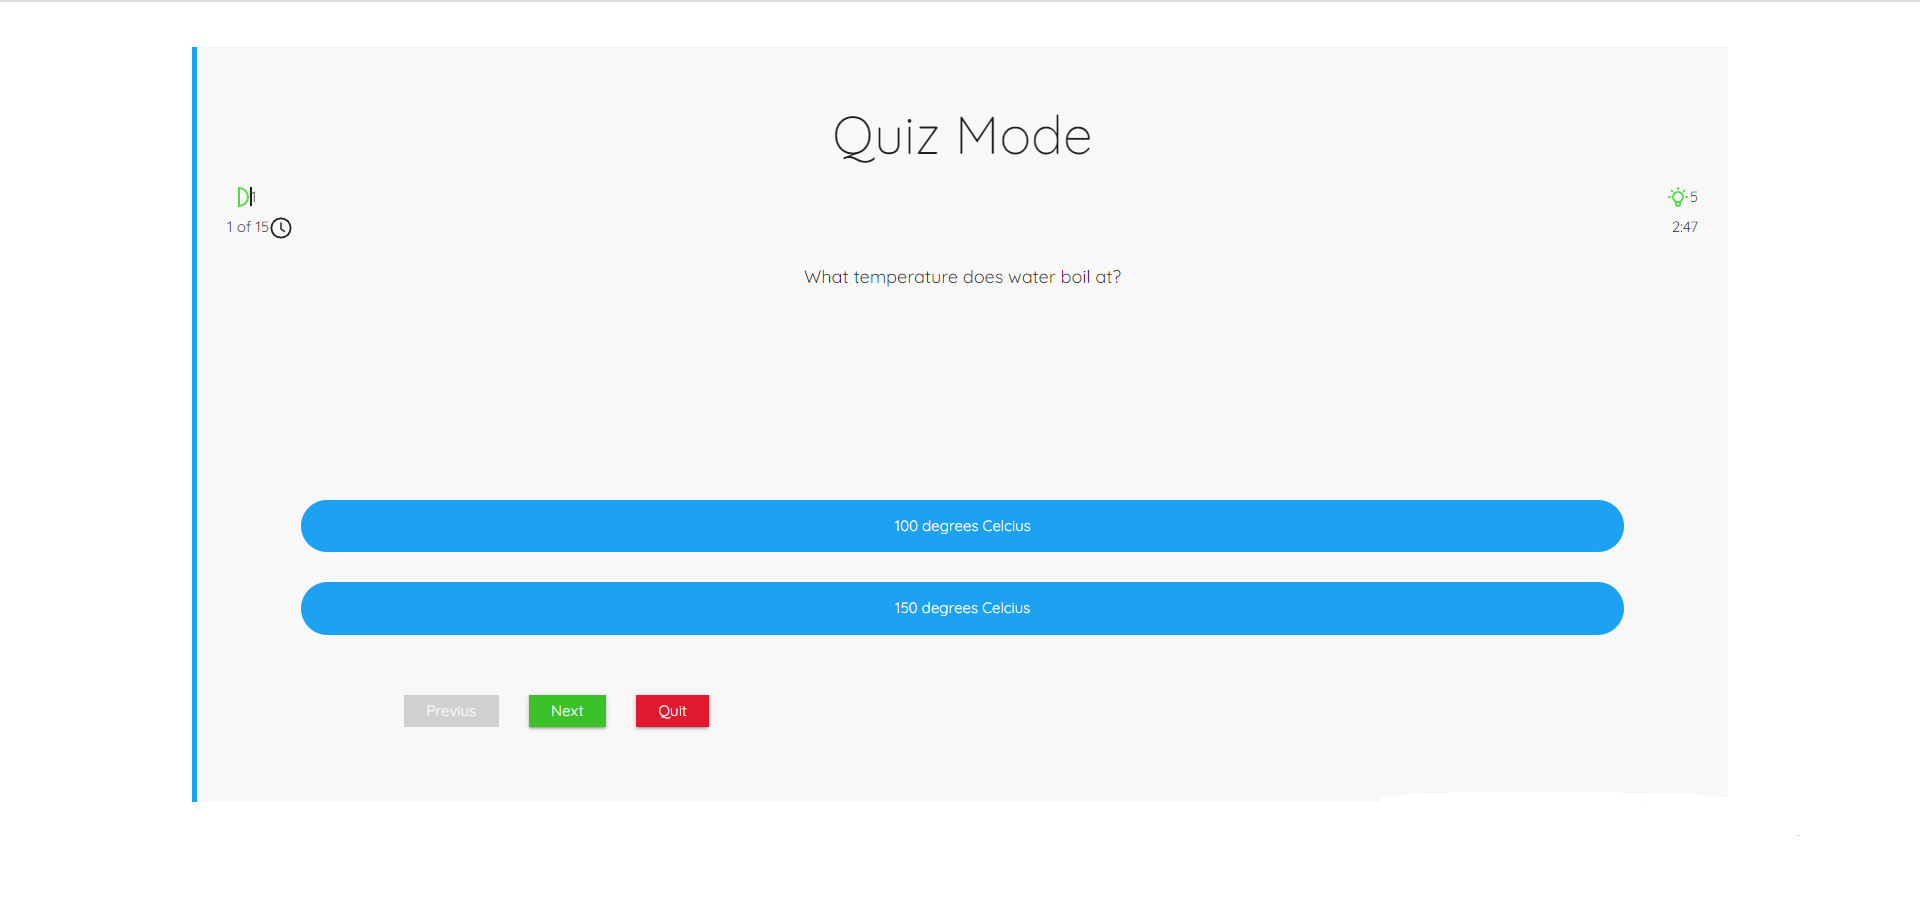 Quiz Mode
1 5
1 of 15 2:47
What temperature does water boil at?
100 degrees Celcius
150 degrees Celcius
Previus Next Quit